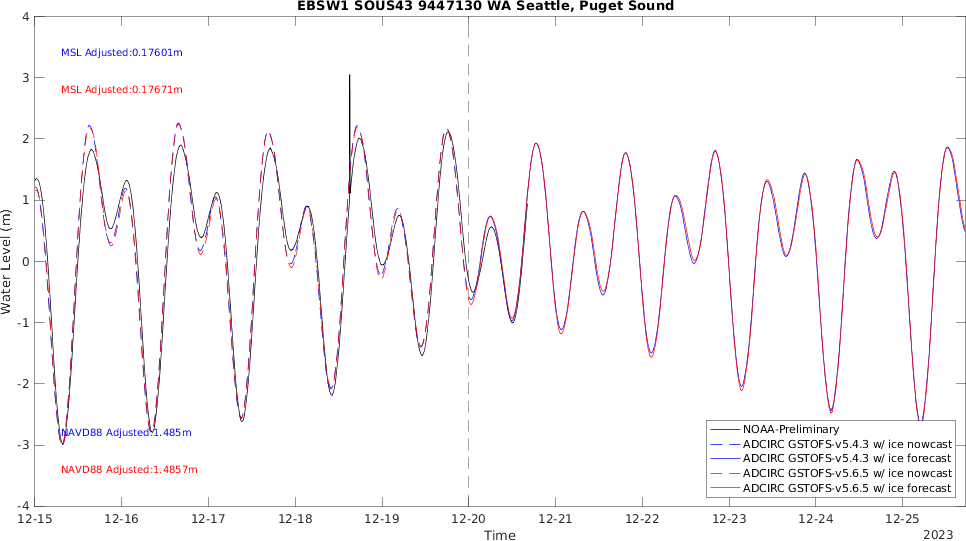 EBSW1 SOUS43 9447130 WA Seattle, Puget Sound
4
3
2
1
0
-1
-2
-3
-4
Water Level (m)
MSL Adjusted:0.17601m
MSL Adjusted:0.17671m
NAVD88 Adjusted:1.485m
NAVD88 Adjusted:1.4857m
NOAA-Preliminary
ADCIRC GSTOFS-v5.4.3 w/ ice nowcast
ADCIRC GSTOFS-v5.4.3 w/ ice forecast
ADCIRC GSTOFS-v5.6.5 w/ ice nowcast
ADCIRC GSTOFS-v5.6.5 w/ ice forecast
12-15 12-16 12-17 12-18 12-19 12-20 12-21 12-22 12-23 12-24 12-25
Time
2023